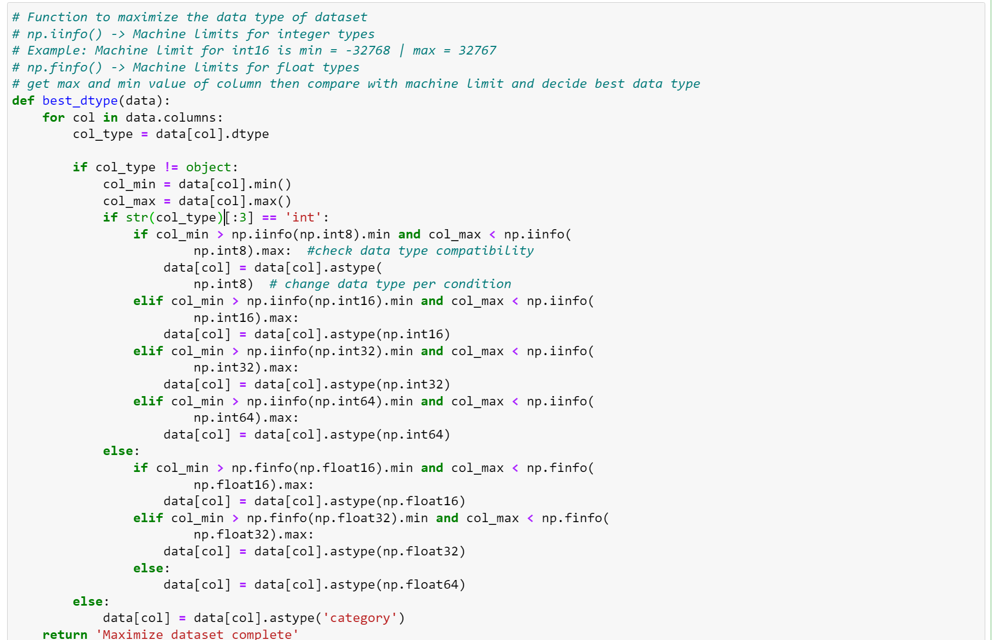 # Function to maximize the data type of dataset
# np.iinfo() -> Machine limits for integer types
# Example: Machine limit for int16 is min = -32768 | max = 32767
# np.finfo() -> Machine limits for float types
# get max and min value of column then compare with machine limit and decide best data type
def best_dtype(data):
    for col in data.columns:
        col_type = data[col].dtype

        if col_type != object:
            col_min = data[col].min()
            col_max = data[col].max()
            if str(col_type)[:3] == 'int':
                if col_min > np.iinfo(np.int8).min and col_max < np.iinfo(
                        np.int8).max:  #check data type compatibility
                    data[col] = data[col].astype(
                        np.int8)  # change data type per condition
                elif col_min > np.iinfo(np.int16).min and col_max < np.iinfo(
                        np.int16).max:
                    data[col] = data[col].astype(np.int16)
                elif col_min > np.iinfo(np.int32).min and col_max < np.iinfo(
                        np.int32).max:
                    data[col] = data[col].astype(np.int32)
                elif col_min > np.iinfo(np.int64).min and col_max < np.iinfo(
                        np.int64).max:
                    data[col] = data[col].astype(np.int64)
            else:
                if col_min > np.finfo(np.float16).min and col_max < np.finfo(
                        np.float16).max:
                    data[col] = data[col].astype(np.float16)
                elif col_min > np.finfo(np.float32).min and col_max < np.finfo(
                        np.float32).max:
                    data[col] = data[col].astype(np.float32)
                else:
                    data[col] = data[col].astype(np.float64)
        else:
            data[col] = data[col].astype('category')
    return 'Maximize dataset complete'